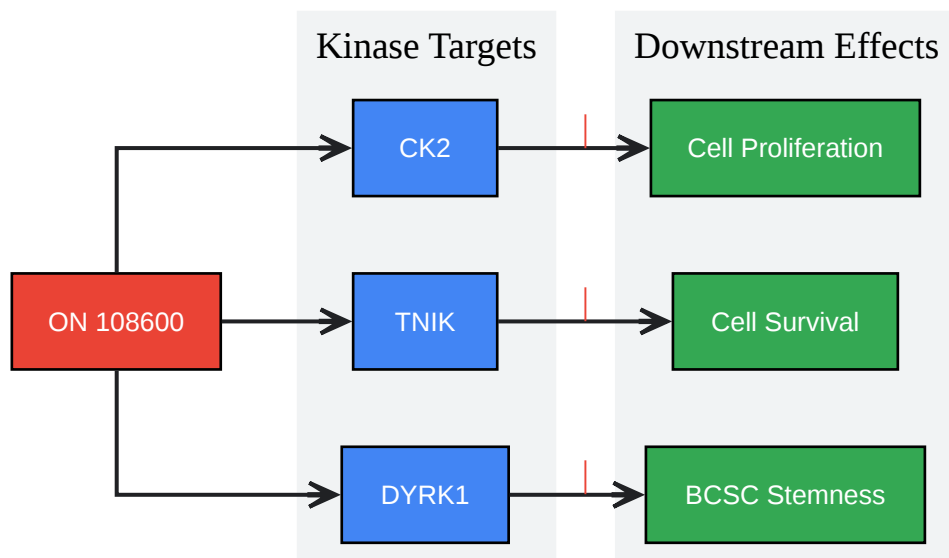 Kinase Targets
Downstream Effects
CK2
Cell Proliferation
ON 108600
TNIK
Cell Survival
DYRK1
BCSC Stemness